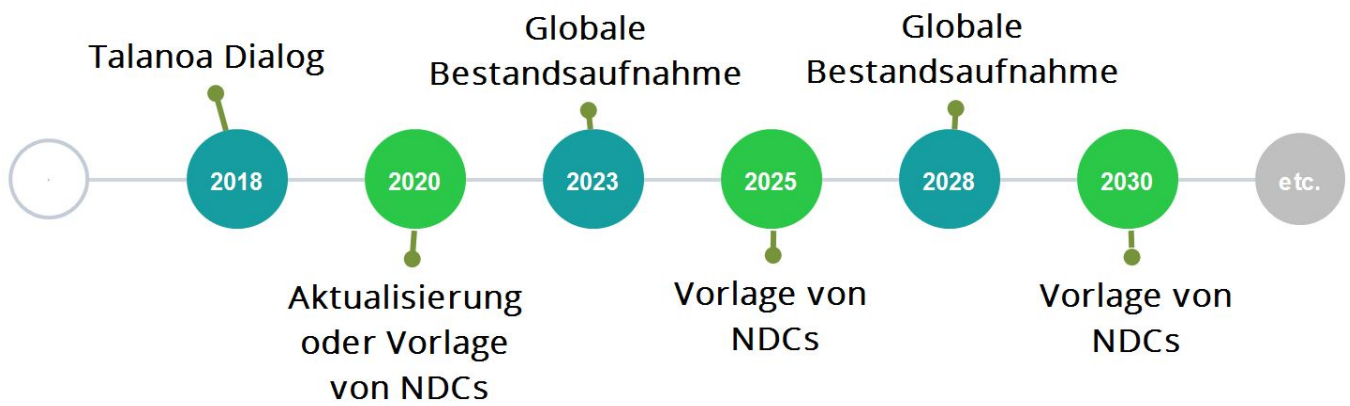 Talanoa Dialog
Globale
Bestandsaufnahme
Globale
Bestandsaufnahme
2018
2020
2023
2025
2028
2030
etc.
Aktualisierung
oder Vorlage
von NDCs
Vorlage von
NDCs
Vorlage von
NDCs